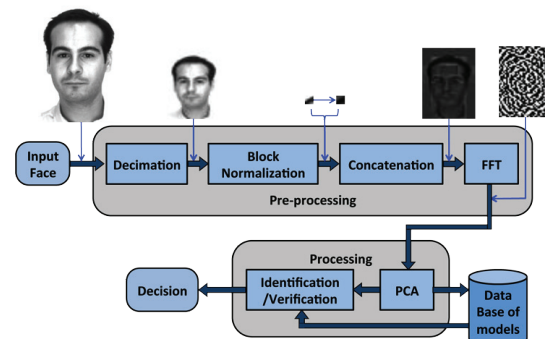 Input
Face
Decimation
Block
Normalization
Concatenation
FFT
Pre-processing
Processing
Decision
Identification
/Verification
PCA
Data
Base of
models